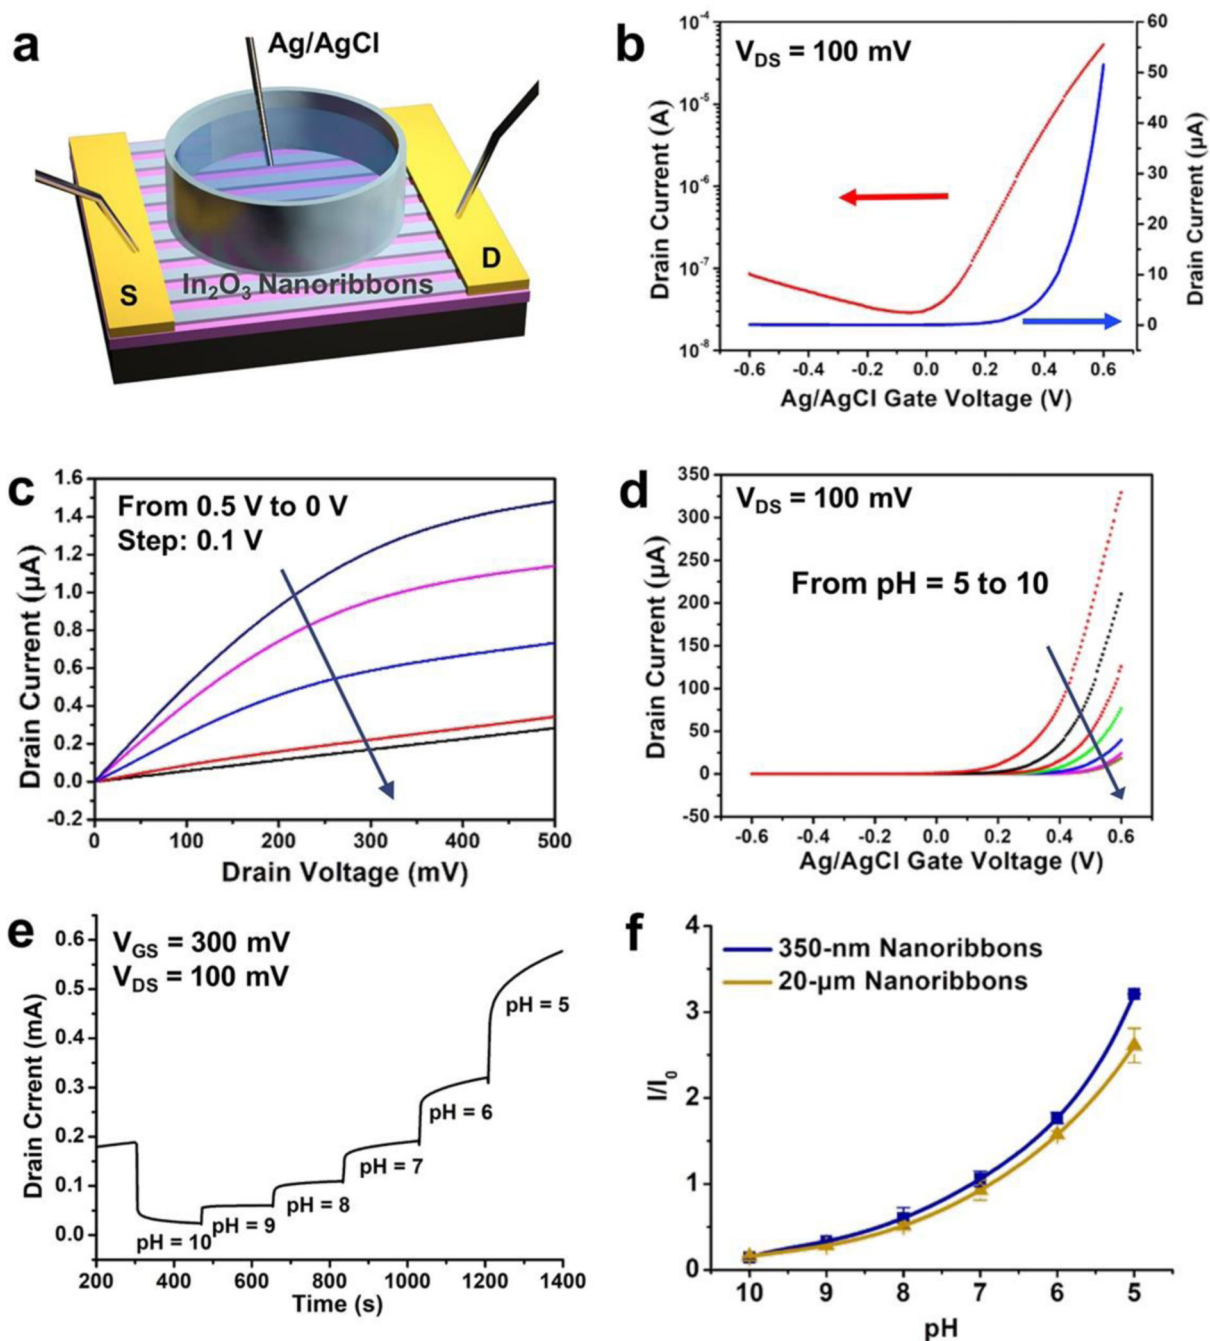 a
Ag/AgCl
S
D
In2O3 Nanoribbons
b
VDS = 100 mV
10-4
10-5
10-6
10-7
10-8
Drain Current (A)
60
50
40
30
20
10
0
Drain Current (µA)
-0.6 -0.4 -0.2 0.0 0.2 0.4 0.6
Ag/AgCl Gate Voltage (V)
c
From 0.5 V to 0 V
Step: 0.1 V
1.6
1.4
1.2
1.0
0.8
0.6
0.4
0.2
0.0
-0.2
Drain Current (µA)
0 100 200 300 400 500
Drain Voltage (mV)
d
VDS = 100 mV
From pH = 5 to 10
350
300
250
200
150
100
50
0
-50
Drain Current (µA)
-0.6 -0.4 -0.2 0.0 0.2 0.4 0.6
Ag/AgCl Gate Voltage (V)
e
VGS = 300 mV
VDS = 100 mV
0.6
0.5
0.4
0.3
0.2
0.1
0.0
Drain Crrent (mA)
pH = 5
pH = 6
pH = 7
pH = 8
pH = 9
pH = 10
200 400 600 800 1000 1200 1400
Time (s)
f
350-nm Nanoribbons
20-µm Nanoribbons
4
3
2
1
0
I/I0
10 9 8 7 6 5
pH